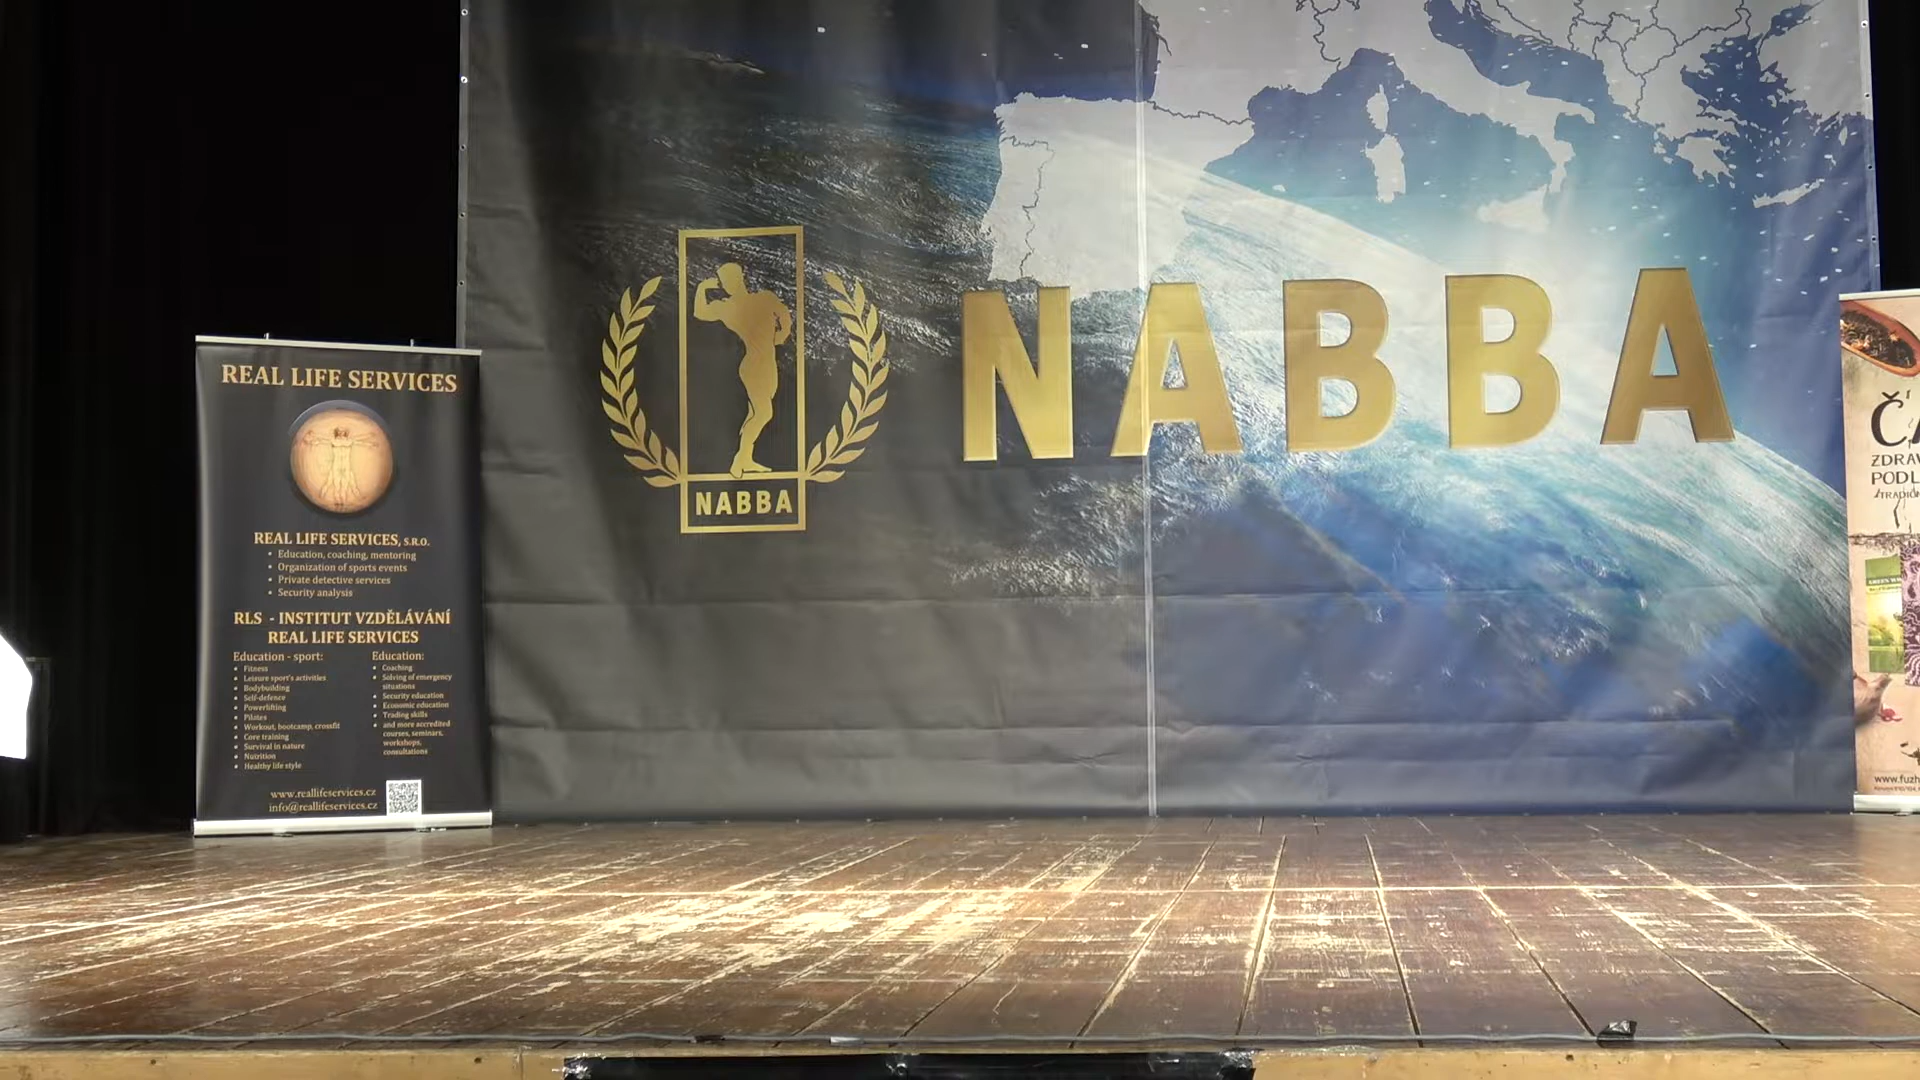 NABBA
NABBA
REAL LIFE SERVICES
REAL LIFE SERVICES, S.R.O.
• Education, coaching, mentoring
• Organization of sports events
• Private detective services
• Security analysis
RLS - INSTITUT VZDĚLÁVÁNÍ
REAL LIFE SERVICES
Education - sport:
• Fitness
• Leisure sport's activities
• Bodybuilding
• Self-defence
• Powerlifting
• Pilates
• Workout, bootcamp, crossfit
• Core training
• Survival in nature
• Nutrition
• Healthy life style
Education:
• Coaching
• Solving of emergency
situations
• Security education
• Economic education
• Trading skills
• and more accredited
courses, seminars,
workshops,
consultations
www.reallifeservices.cz
info@reallifeservices.cz
ZDRAV
PODL
www.fuzh